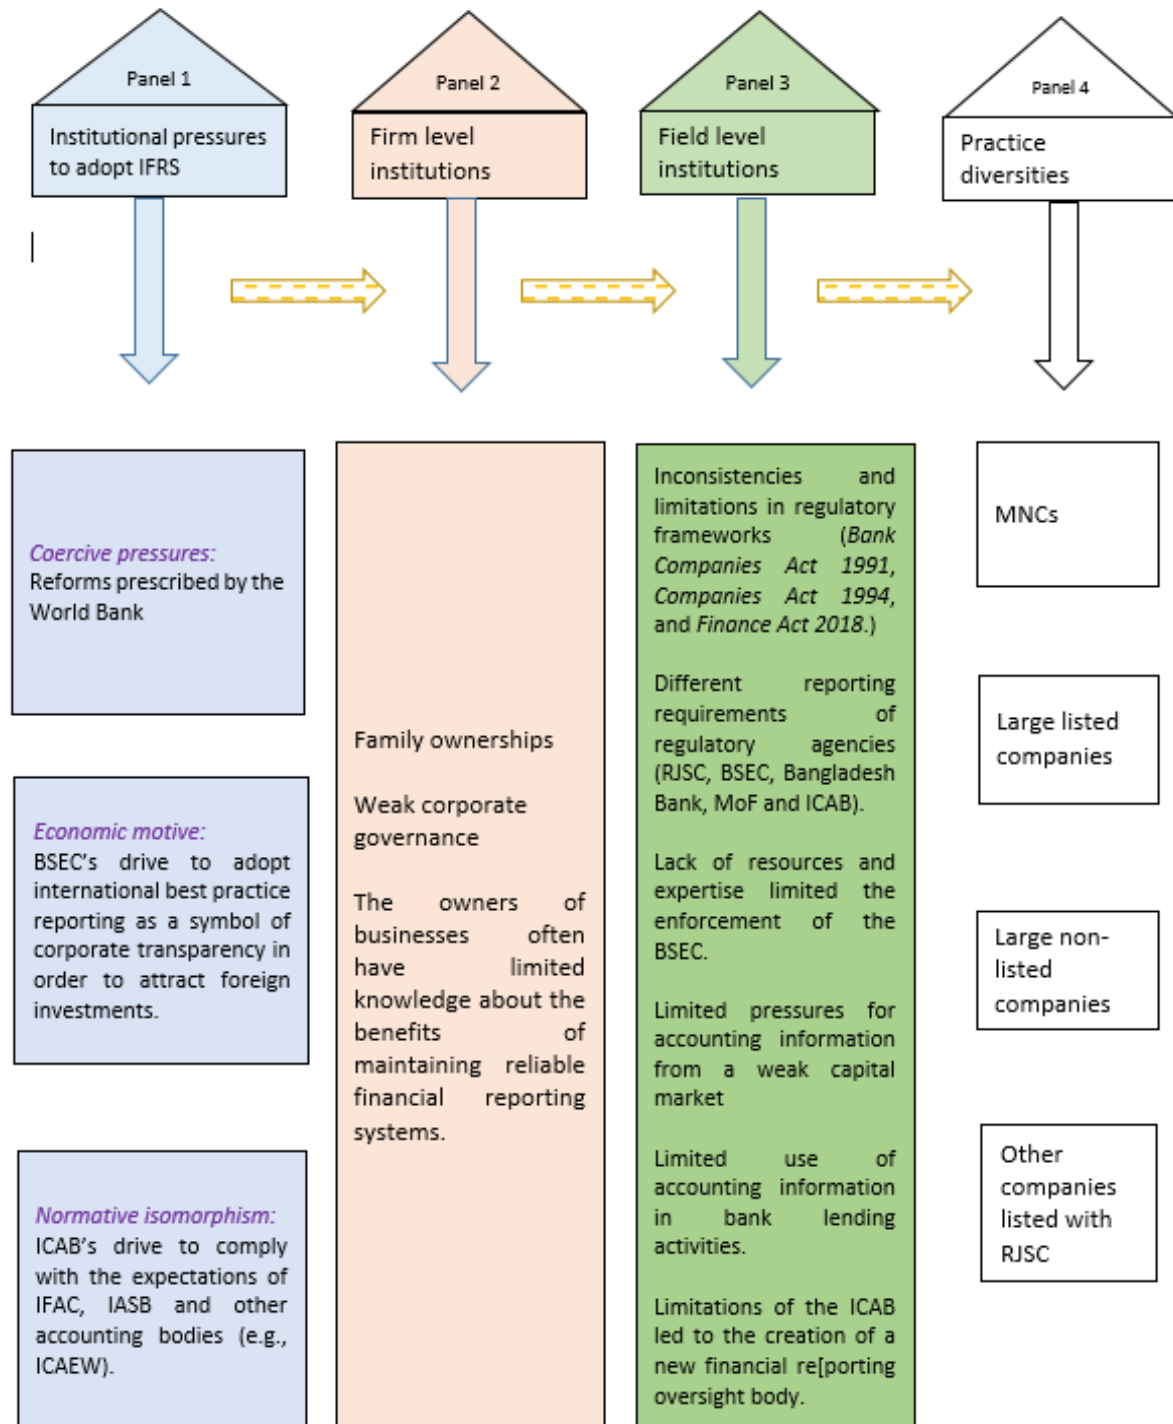 Panel 1
Institutional pressures
to adopt IFRS
Panel 2
Firm level
institutions
Panel 3
Field level
institutions
Panel 4
Practice
diversities
Coercive pressures:
Reforms prescribed by the
World Bank
Economic motive:
BSEC’s drive to adopt
international best practice
reporting as a symbol of
corporate transparency in
order to attract foreign
investments.
Normative isomorphism:
ICAB’s drive to comply
with the expectations of
IFAC, IASB and other
accounting bodies (e.g.,
ICAEW).
Family ownerships
Weak corporate
governance
The owners of
businesses often
have limited
knowledge about the
benefits of
maintaining reliable
financial reporting
systems.
Inconsistencies and
limitations in regulatory
frameworks (Bank
Companies Act 1991,
Companies Act 1994,
and Finance Act 2018.)
Different reporting
requirements of
regulatory agencies
(RJSC, BSEC, Bangladesh
Bank, MoF and ICAB).
Lack of resources and
expertise limited the
enforcement of the
BSEC.
Limited pressures for
accounting information
from a weak capital
market
Limited use of
accounting information
in bank lending
activities.
Limitations of the ICAB
led to the creation of a
new financial re[porting
oversight body.
MNCs
Large listed
companies
Large non-
listed
companies
Other
companies
listed with
RJSC